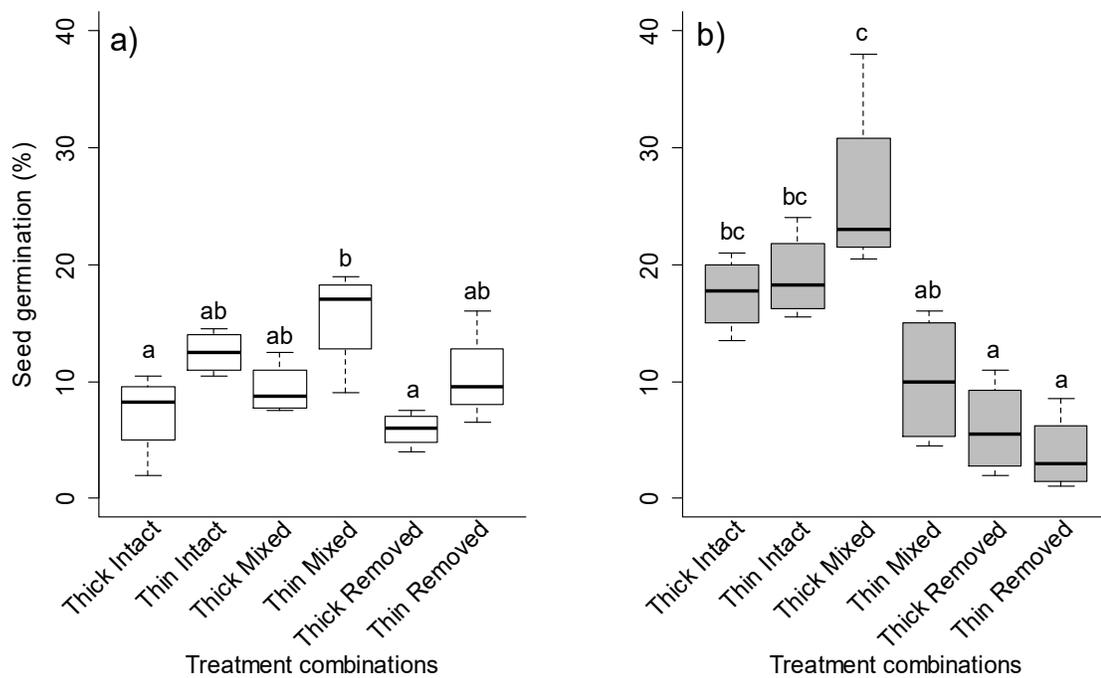 a)
Seed germination (%)
40
30
20
10
0
a
ab
ab
b
a
ab
Thick Intact
Thin Intact
Thick Mixed
Thin Mixed
Thick Removed
Thin Removed
Treatment combinations
b)
40
30
20
10
0
bc
bc
c
ab
a
a
Thick Intact
Thin Intact
Thick Mixed
Thin Mixed
Thick Removed
Thin Removed
Treatment combinations